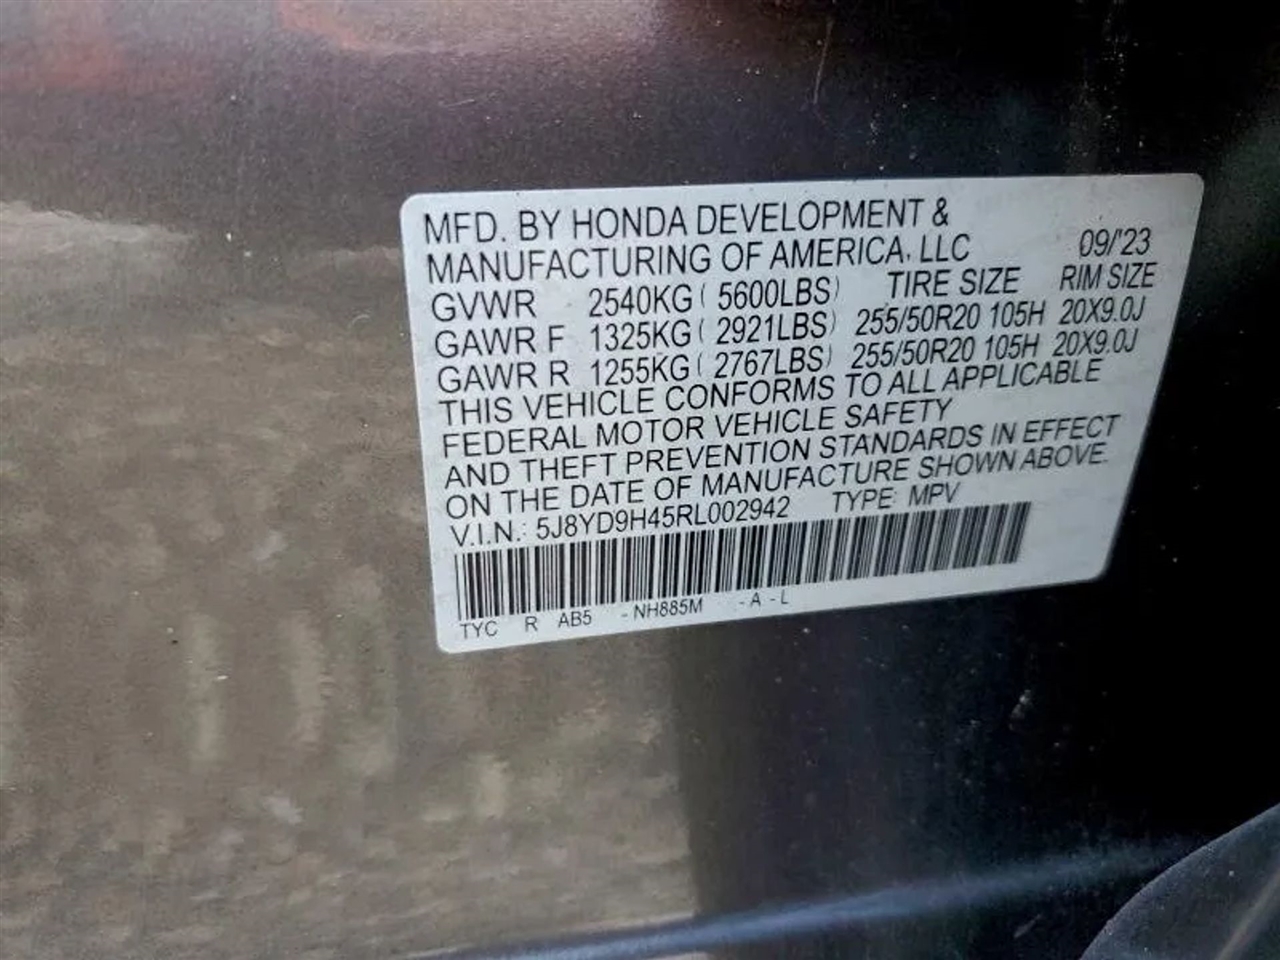 MFD. BY HONDA DEVELOPMENT &
MANUFACTURING OF AMERICA, LLC 09/'23
GVWR 2540KG ( 5600LBS) TIRE SIZE RIM SIZE
GAWR F 1325KG ( 2921LBS) 255/50R20 105H 20X9.0J
GAWR R 1255KG ( 2767LBS) 255/50R20 105H 20X9.0J
THIS VEHICLE CONFORMS TO ALL APPLICABLE
FEDERAL MOTOR VEHICLE SAFETY
AND THEFT PREVENTION STANDARDS IN EFFECT
ON THE DATE OF MANUFACTURE SHOWN ABOVE.
V.I.N.: 5J8YD9H45RL002942 TYPE: MPV
TYC R AB5 -NH885M -A -L